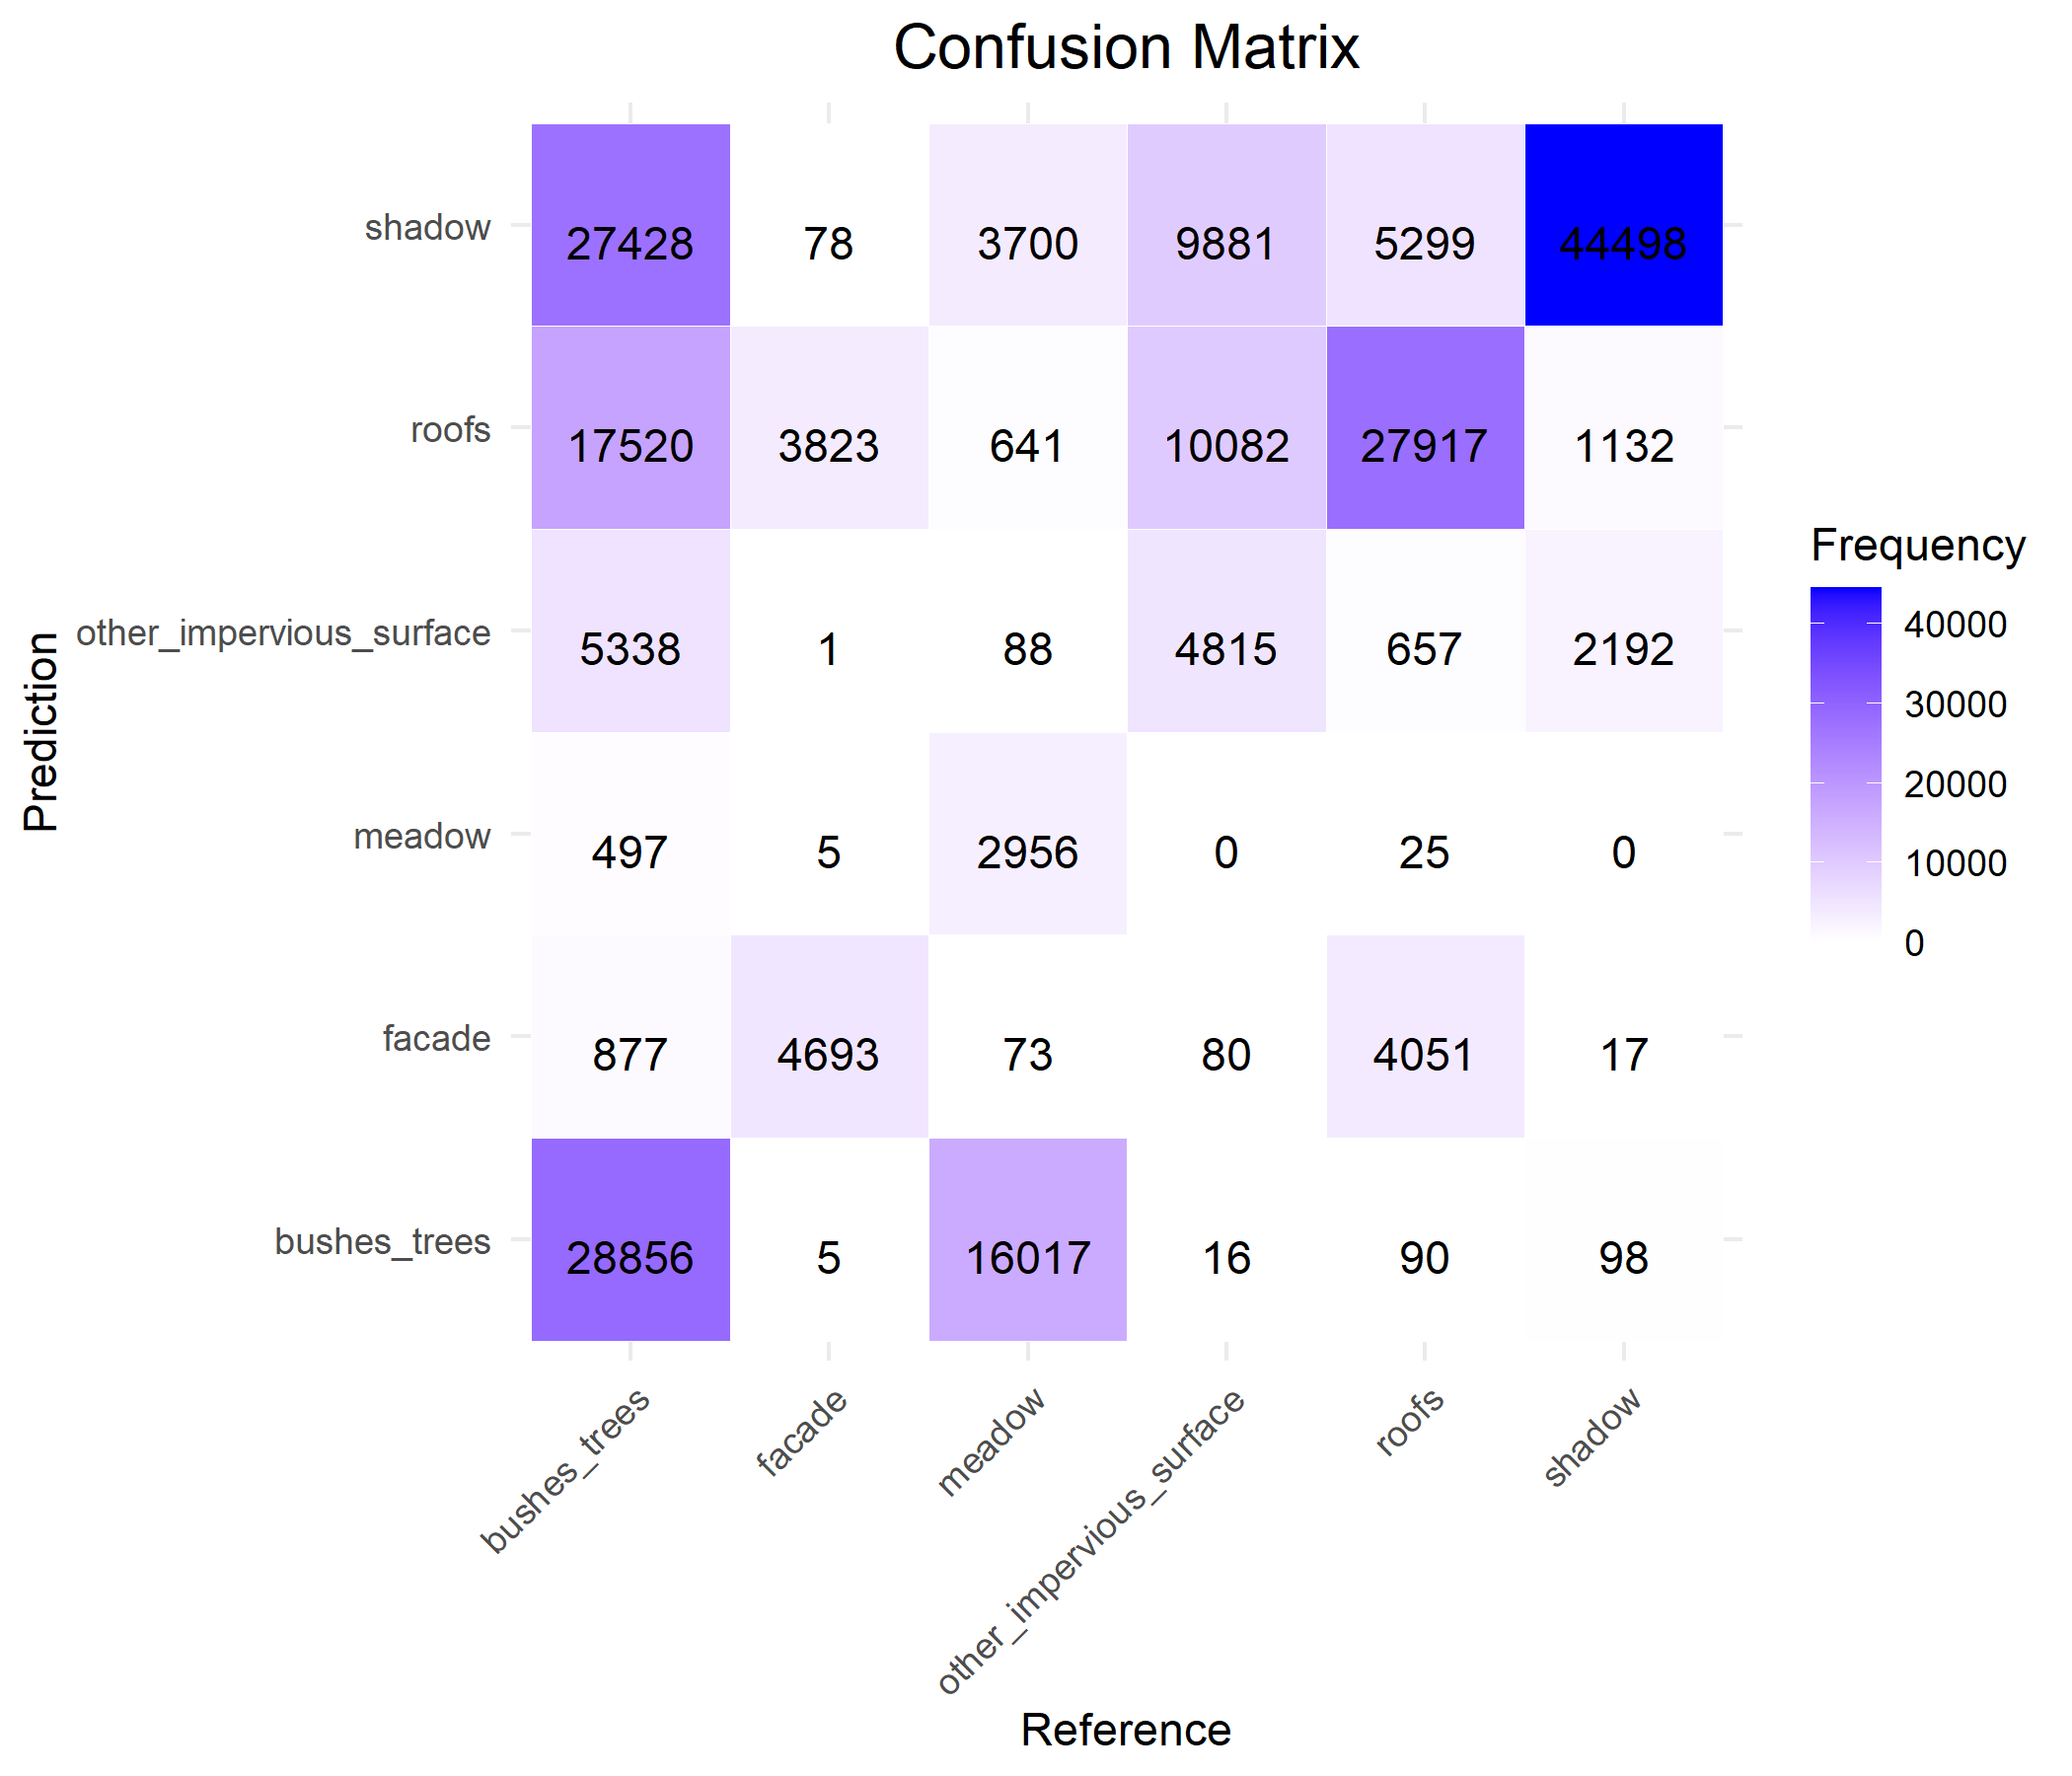 Confusion Matrix
shadow 27428 78 3700 9881 5299 44498
roofs 17520 3823 641 10082 27917 1132
other_impervious_surface 5338 1 88 4815 657 2192
meadow 497 5 2956 0 25 0
facade 877 4693 73 80 4051 17
bushes_trees 28856 5 16017 16 90 98
Prediction
bushes_trees facade meadow other_impervious_surface roofs shadow
Reference
Frequency
40000
30000
20000
10000
0